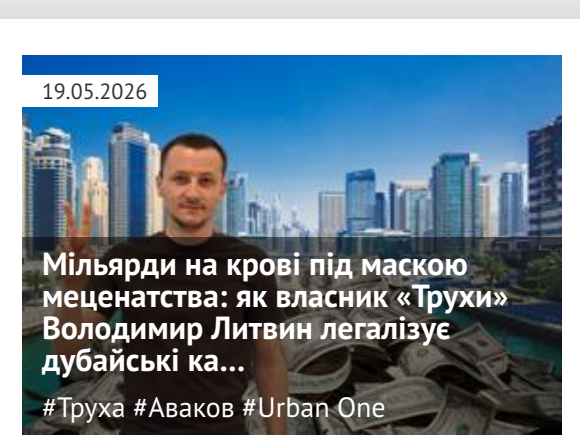 19.05.2026
Мільярди на крові під маскою
меценатства: як власник «Трухи»
Володимир Литвин легалізує
дубайські ка...
#Труха #Аваков #Urban One